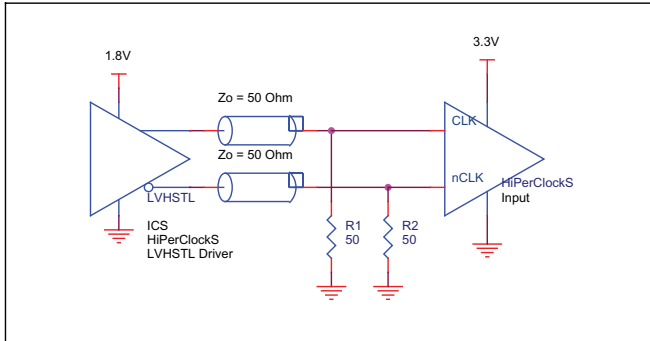 1.8V
3.3V
Zo = 50 Ohm
CLK
Zo = 50 Ohm
nCLK
LVHSTL
HiPerClockS
Input
ICS
HiPerClockS
LVHSTL Driver
R1
50
R2
50